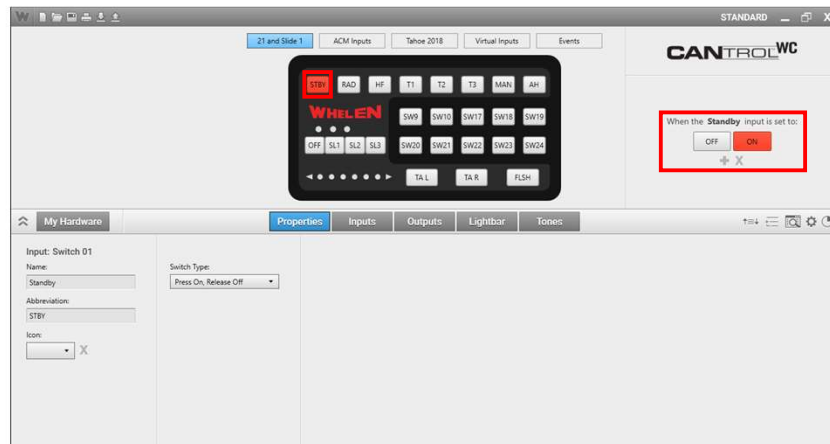 STANDARD
21 and Slide 1 ACM Inputs Tahoe 2018 Virtual Inputs Events
CANTROLWC
STBY RAD HF T1 T2 T3 MAN AH
WHELEN
SW9 SW10 SW17 SW18 SW19
OFF SL1 SL2 SL3 SW20 SW21 SW22 SW23 SW24
TA L TA R FLSH
When the Standby input is set to:
OFF ON
My Hardware Properties Inputs Outputs Lightbar Tones
Input: Switch 01
Name:
Standby
Abbreviation:
STBY
Icon:
X
Switch Type:
Press On, Release Off